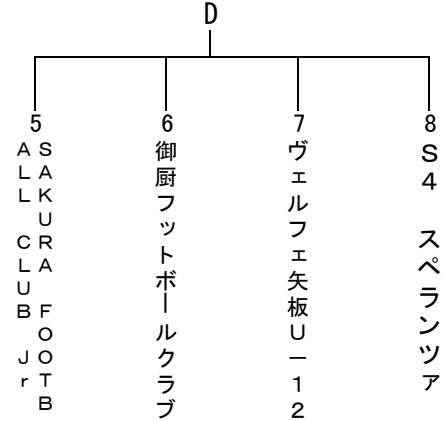 D
5
6
7
8
SAKURA FOOTB
ALL CLUB Jr
御厨フットボールクラブ
ヴェルフェ矢板U－12
S4 スペランツァ